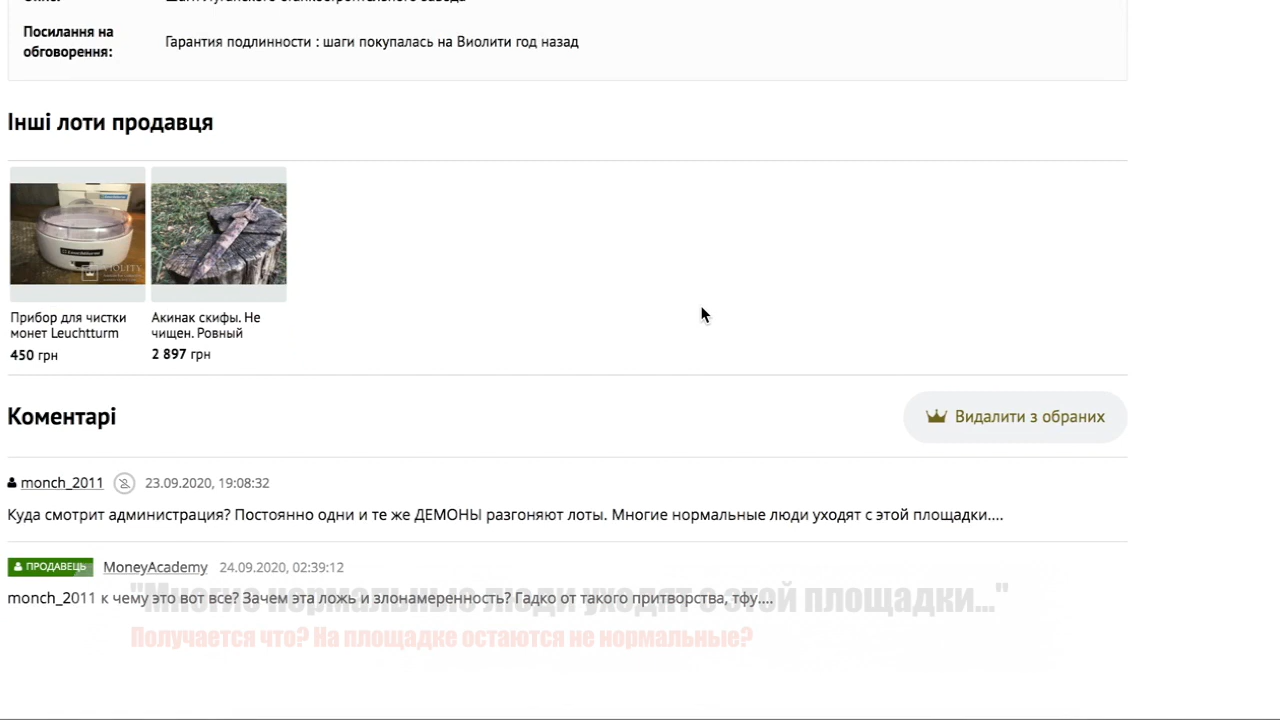 Посилання на
обговорення:
Гарантия подлинности : шаги покупалась на Виолити год назад
Інші лоти продавця
VIOLITY
Прибор для чистки
монет Leuchtturm
450 грн
Акинак скифы. Не
чищен. Ровный
2 897 грн
Коментарі
Видалити з обраних
monch_2011 23.09.2020, 19:08:32
Куда смотрит администрация? Постоянно одни и те же ДЕМОНЫ разгоняют лоты. Многие нормальные люди уходят с этой площадки....
ПРОДАВЕЦЬ MoneyAcademy 24.09.2020, 02:39:12
monch_2011 к чему это вот все? Зачем эта ложь и злонамеренность? Гадко от такого притворства, тфу....
"Многие нормальные люди уходят с этой площадки..."
Получается что? На площадке остаются не нормальные?